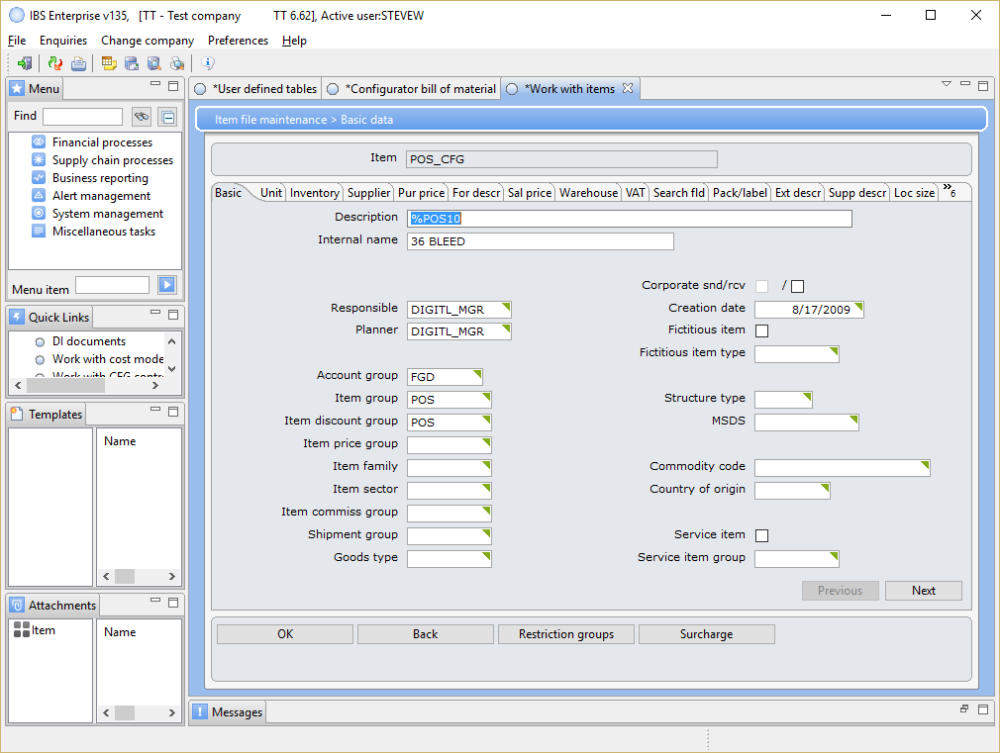 IBS Enterprise v135, [TT - Test company TT 6.62], Active user:STEVEW
File Enquiries Change company Preferences Help
Menu
Find
Financial processes
Supply chain processes
Business reporting
Alert management
System management
Miscellaneous tasks
Menu item
Quick Links
DI documents
Work with cost mode
Work with CFG contr
Templates
Name
Attachments
Item
Name
*User defined tables *Configurator bill of material *Work with items
Item file maintenance > Basic data
Item POS_CFG
Basic Unit Inventory Supplier Pur price For descr Sal price Warehouse VAT Search fld Pack/label Ext descr Supp descr Loc size » 6
Description %POS10
Internal name 36 BLEED
Corporate snd/rcv /
Responsible DIGITL_MGR Creation date 8/17/2009
Planner DIGITL_MGR Fictitious item
Fictitious item type
Account group FGD
Item group POS Structure type
Item discount group POS MSDS
Item price group
Item family Commodity code
Item sector Country of origin
Item commiss group
Shipment group Service item
Goods type Service item group
Previous Next
OK Back Restriction groups Surcharge
Messages